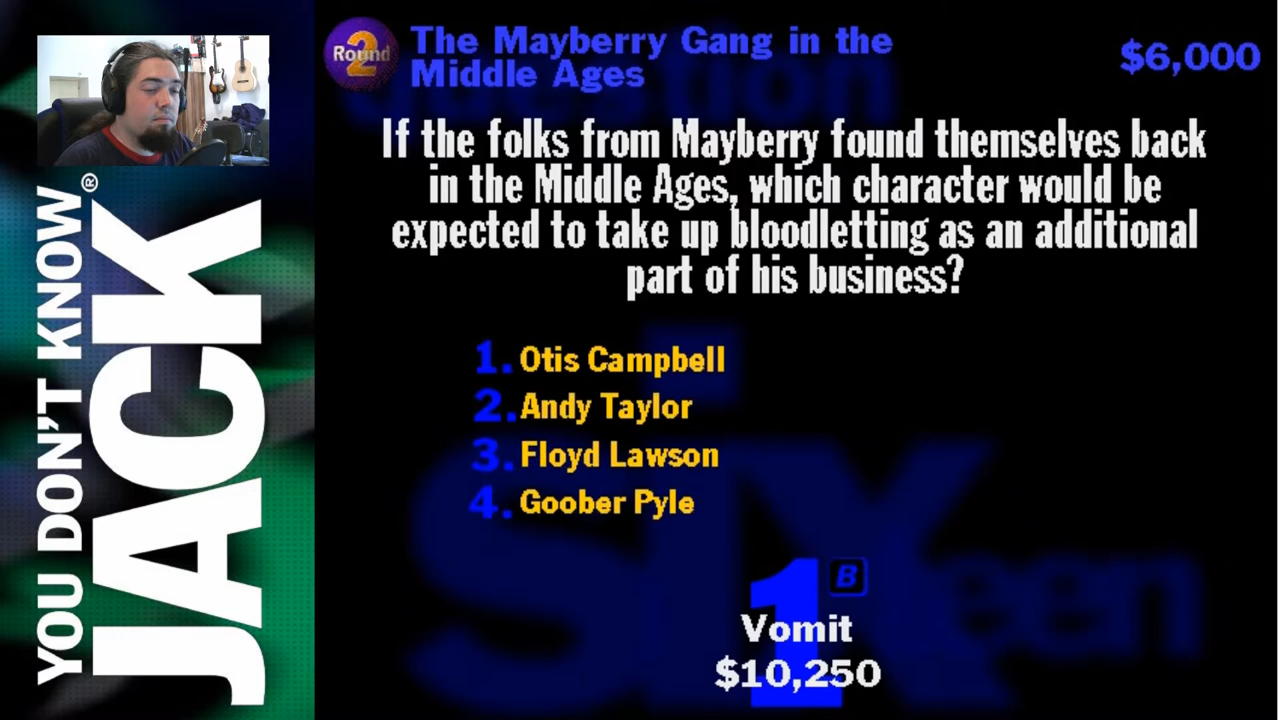 YOU DON'T KNOW
JACK®
Round 2
The Mayberry Gang in the
Middle Ages
$6,000
question
If the folks from Mayberry found themselves back
in the Middle Ages, which character would be
expected to take up bloodletting as an additional
part of his business?
1. Otis Campbell
2. Andy Taylor
3. Floyd Lawson
4. Goober Pyle
SIXteen
1 B
Vomit
$10,250